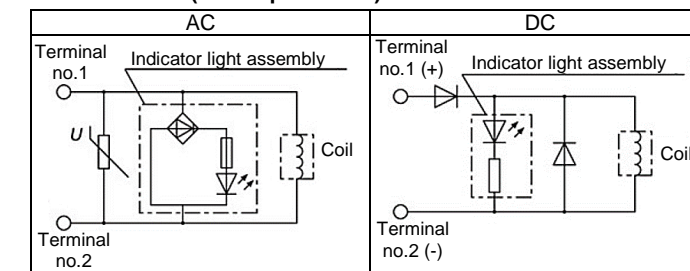 AC
DC
Terminal
no.1
Indicator light assembly
U
Coil
Terminal
no.2
Terminal
no.1 (+)
Indicator light assembly
Coil
Terminal
no.2 (-)